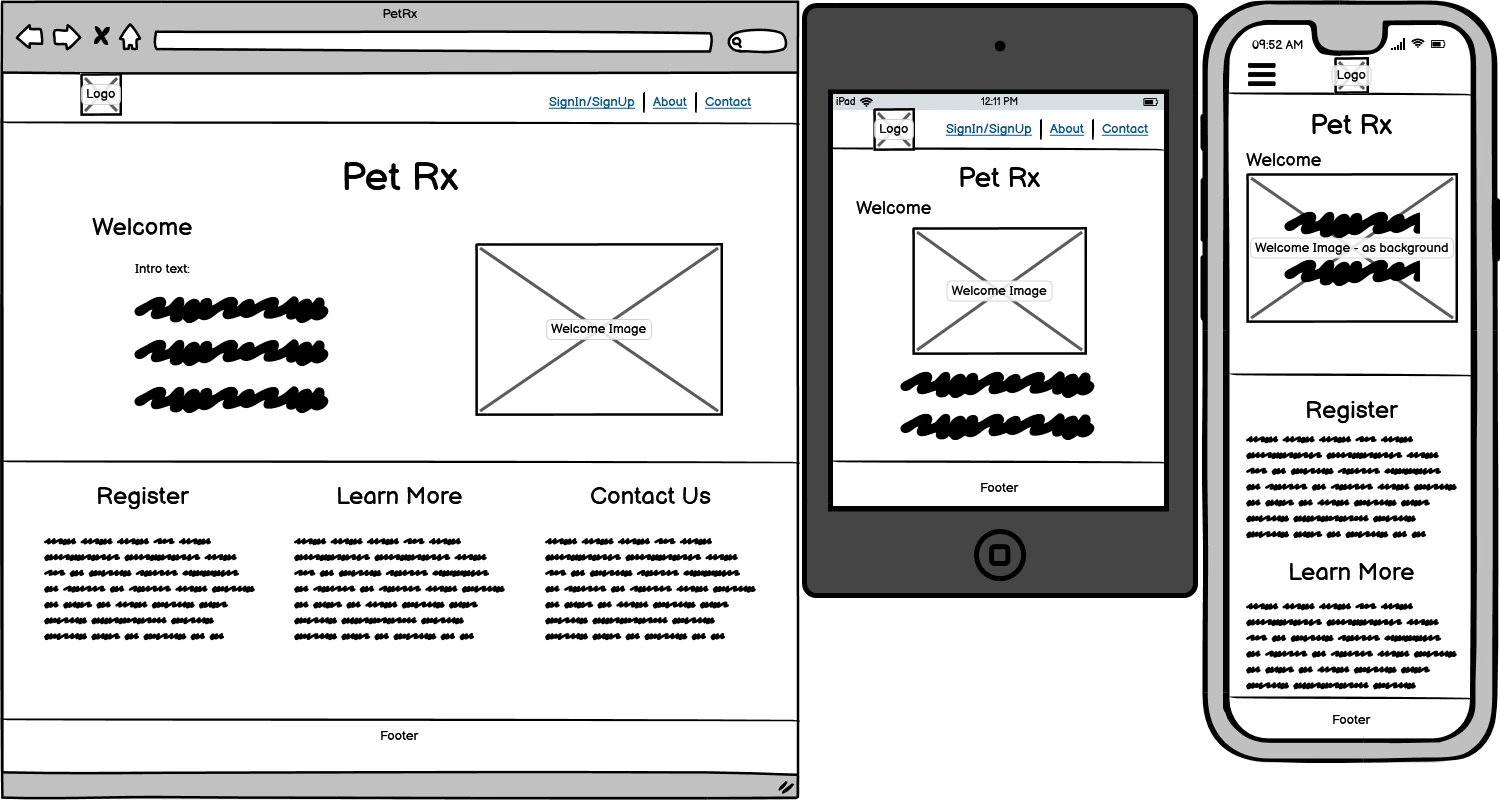 PetRx
Logo
SignIn/SignUp About Contact
Pet Rx
Welcome
Intro text:
Welcome Image
Register Learn More Contact Us
Footer
iPad 12:11 PM
Logo SignIn/SignUp About Contact
Pet Rx
Welcome
Welcome Image
Footer
09:52 AM
Logo
Pet Rx
Welcome
Welcome Image - as background
Register
Learn More
Footer